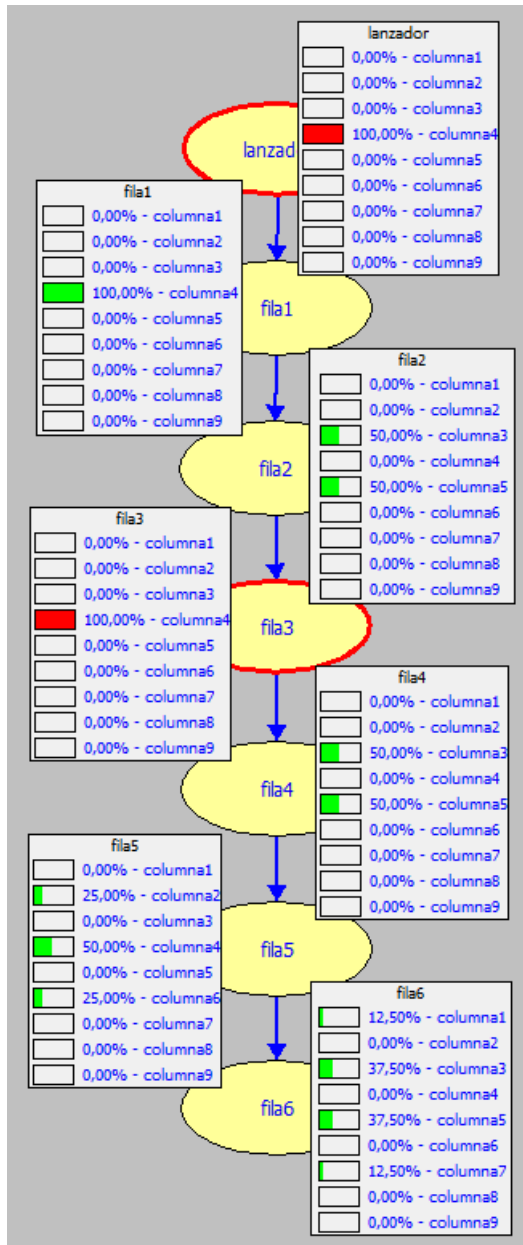 lanzador
0,00% - columna1
0,00% - columna2
0,00% - columna3
100,00% - columna4
0,00% - columna5
0,00% - columna6
0,00% - columna7
0,00% - columna8
0,00% - columna9
lanzad
fila1
0,00% - columna1
0,00% - columna2
0,00% - columna3
100,00% - columna4
0,00% - columna5
0,00% - columna6
0,00% - columna7
0,00% - columna8
0,00% - columna9
fila1
fila2
0,00% - columna1
0,00% - columna2
50,00% - columna3
0,00% - columna4
50,00% - columna5
0,00% - columna6
0,00% - columna7
0,00% - columna8
0,00% - columna9
fila2
fila3
0,00% - columna1
0,00% - columna2
0,00% - columna3
100,00% - columna4
0,00% - columna5
0,00% - columna6
0,00% - columna7
0,00% - columna8
0,00% - columna9
fila3
fila4
0,00% - columna1
0,00% - columna2
50,00% - columna3
0,00% - columna4
50,00% - columna5
0,00% - columna6
0,00% - columna7
0,00% - columna8
0,00% - columna9
fila4
fila5
0,00% - columna1
25,00% - columna2
0,00% - columna3
50,00% - columna4
0,00% - columna5
25,00% - columna6
0,00% - columna7
0,00% - columna8
0,00% - columna9
fila5
fila6
12,50% - columna1
0,00% - columna2
37,50% - columna3
0,00% - columna4
37,50% - columna5
0,00% - columna6
12,50% - columna7
0,00% - columna8
0,00% - columna9
fila6